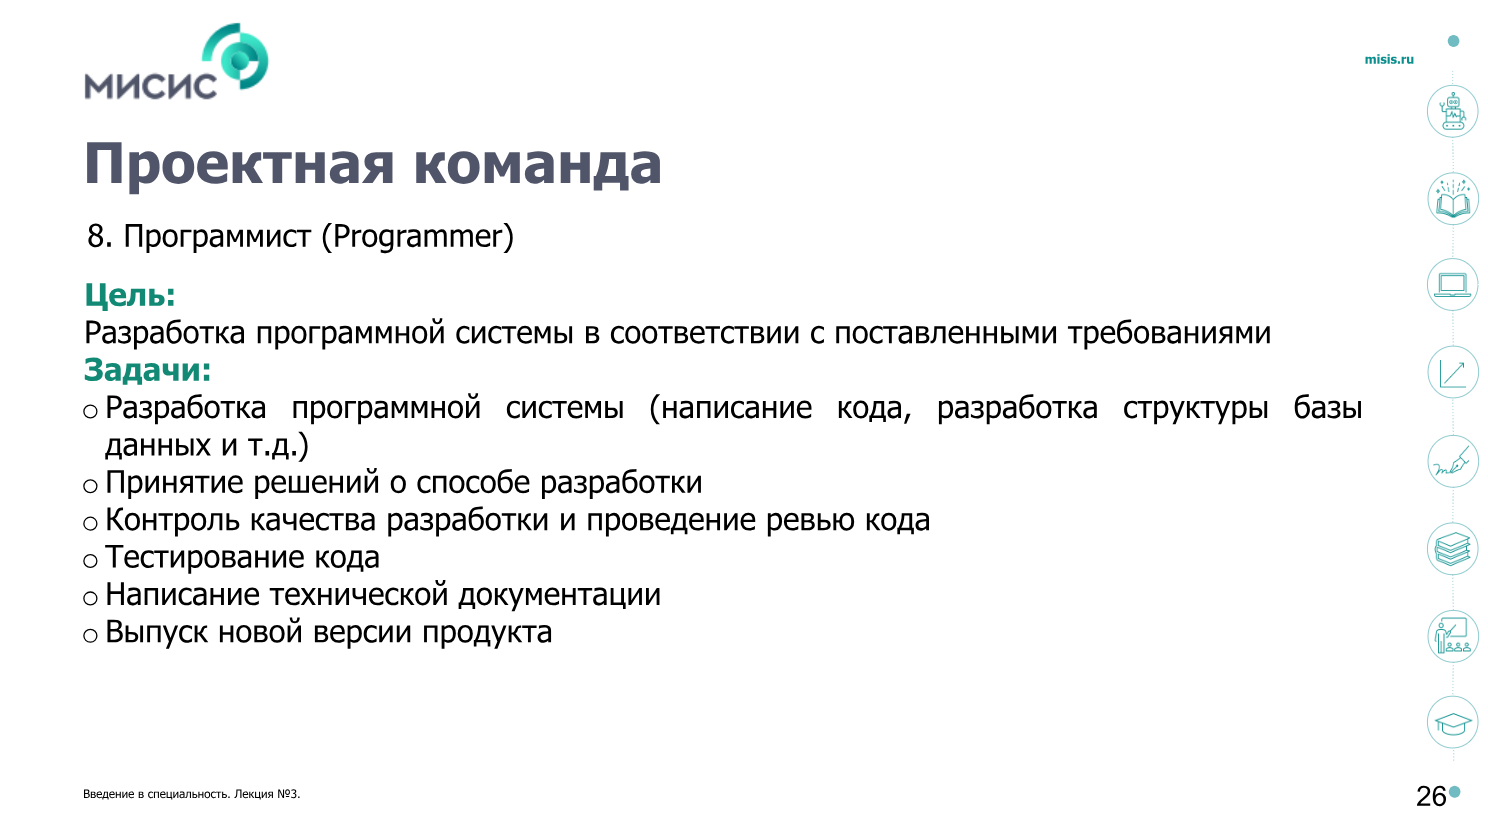 МИСИС
misis.ru
Проектная команда
8. Программист (Programmer)
Цель:
Разработка программной системы в соответствии с поставленными требованиями
Задачи:
o Разработка программной системы (написание кода, разработка структуры базы
данных и т.д.)
o Принятие решений о способе разработки
o Контроль качества разработки и проведение ревью кода
o Тестирование кода
o Написание технической документации
o Выпуск новой версии продукта
Введение в специальность. Лекция №3.
26